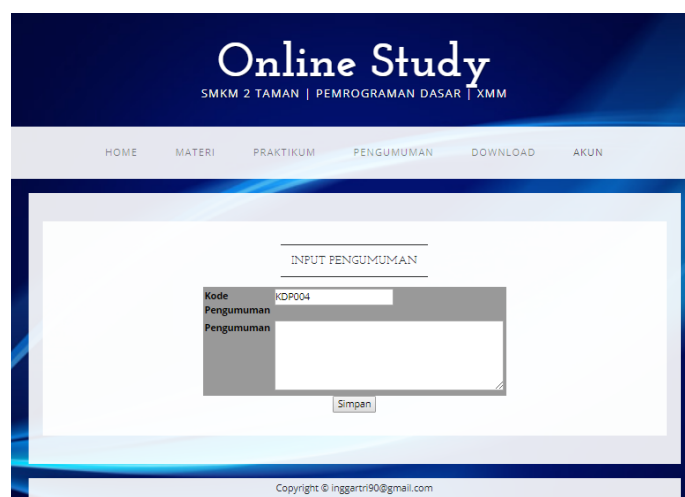 Online Study
SMKM 2 TAMAN | PEMROGRAMAN DASAR | XMM
HOME MATERI PRAKTIKUM PENGUMUMAN DOWNLOAD AKUN
INPUT PENGUMUMAN
Kode Pengumuman KDP004
Pengumuman
Simpan
Copyright © inggartri90@gmail.com